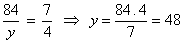 84/y = 7/4 ⇒ y = 84.4/7 = 48